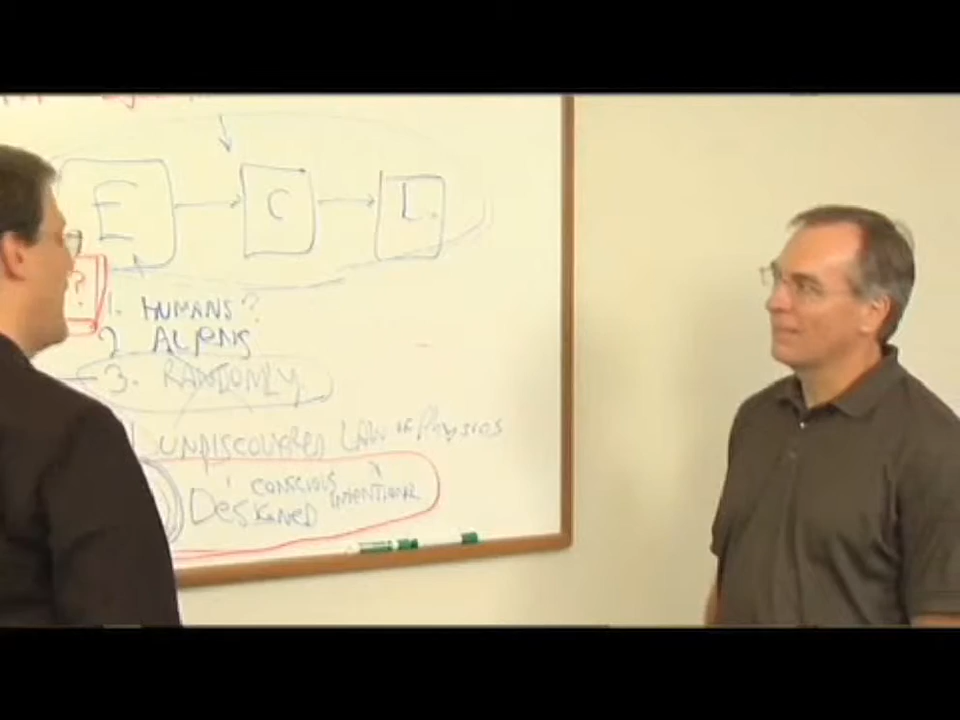 E C D
?
1. HUMANS?
2 ALIENS
3. RANDOMLY
UNDISCOVERED LAW OF PHYSICS
CONSCIOUS
DESIGNED INTENTIONAL